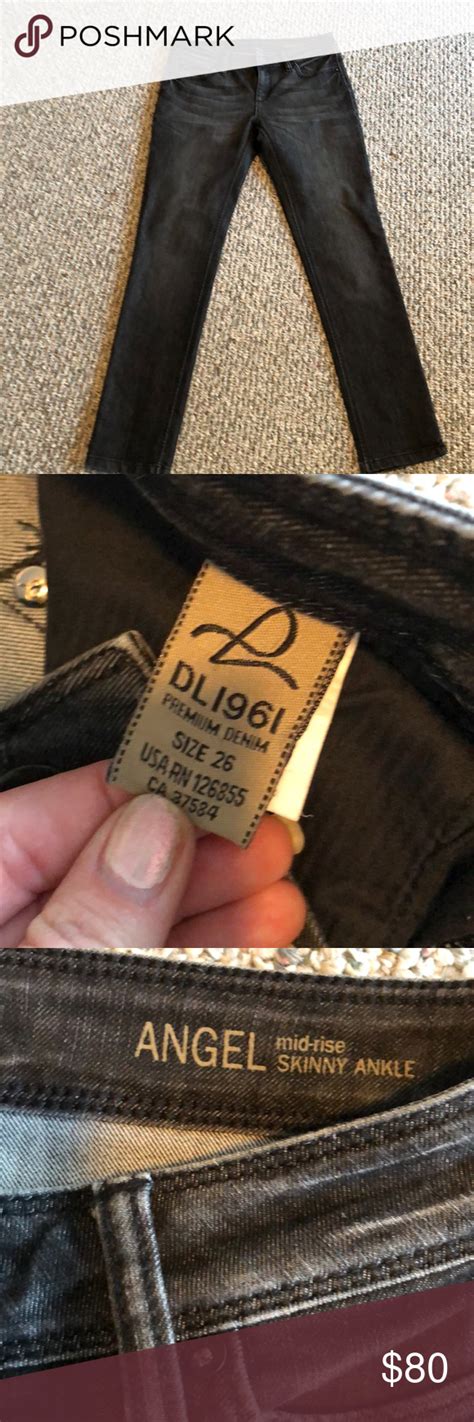 POSHMARK
DL1961
PREMIUM DENIM
SIZE 26
USA RN 126855
CA 37584
ANGEL mid-rise
SKINNY ANKLE
$80